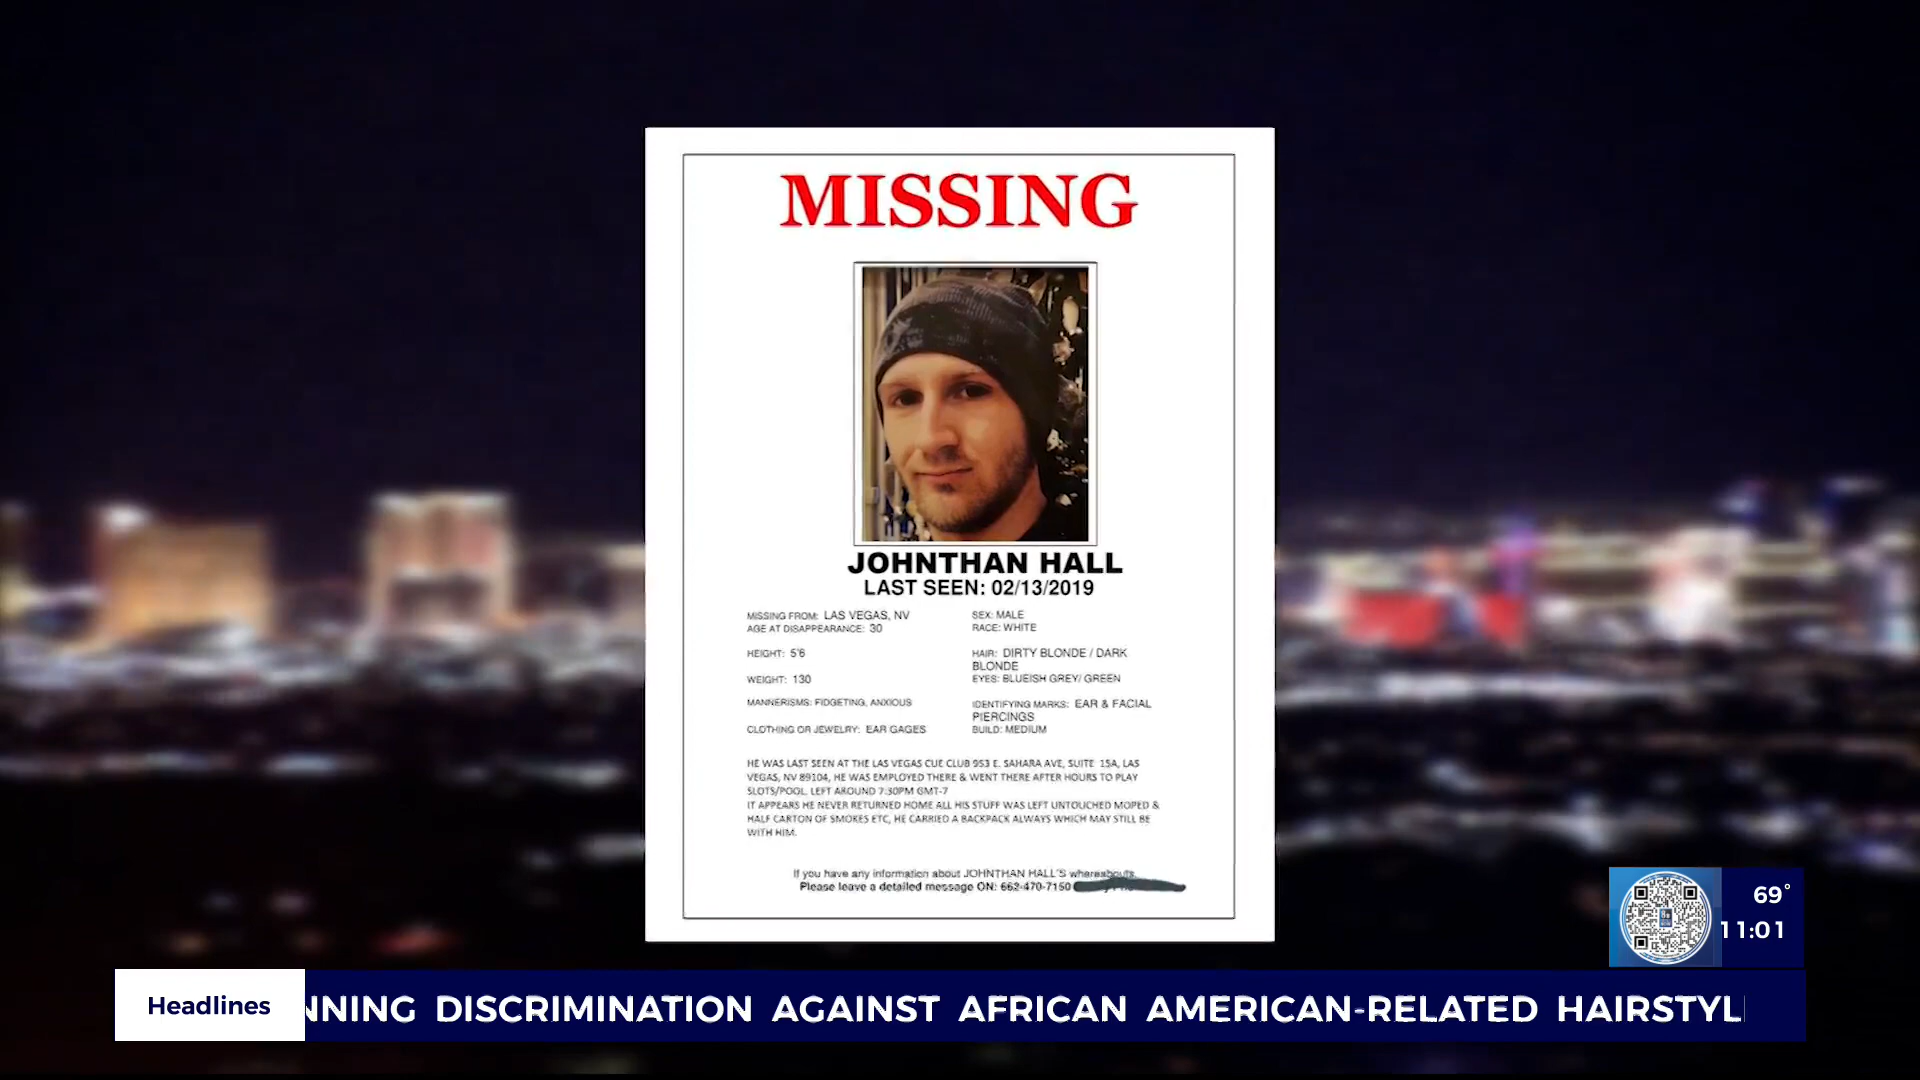 MISSING
JOHNTHAN HALL
LAST SEEN: 02/13/2019
MISSING FROM: LAS VEGAS, NV
AGE AT DISAPPEARANCE: 30
HEIGHT: 5'6
WEIGHT: 130
MANNERISMS: FIDGETING, ANXIOUS
CLOTHING OR JEWELRY: EAR GAGES
SEX: MALE
RACE: WHITE
HAIR: DIRTY BLONDE / DARK
BLONDE
EYES: BLUEISH GREY/ GREEN
IDENTIFYING MARKS: EAR & FACIAL
PIERCINGS
BUILD: MEDIUM
HE WAS LAST SEEN AT THE LAS VEGAS CUE CLUB 953 E. SAHARA AVE, SUITE 15A, LAS
VEGAS, NV 89104, HE WAS EMPLOYED THERE & WENT THERE AFTER HOURS TO PLAY
SLOTS/POOL. LEFT AROUND 7:30PM GMT-7
IT APPEARS HE NEVER RETURNED HOME ALL HIS STUFF WAS LEFT UNTOUCHED MOPED &
HALF CARTON OF SMOKES ETC, HE CARRIED A BACKPACK ALWAYS WHICH MAY STILL BE
WITH HIM.
If you have any information about JOHNTHAN HALL'S whereabouts.
Please leave a detailed message ON: 662-470-7150
69°
11:01
Headlines
NNING DISCRIMINATION AGAINST AFRICAN AMERICAN-RELATED HAIRSTYL